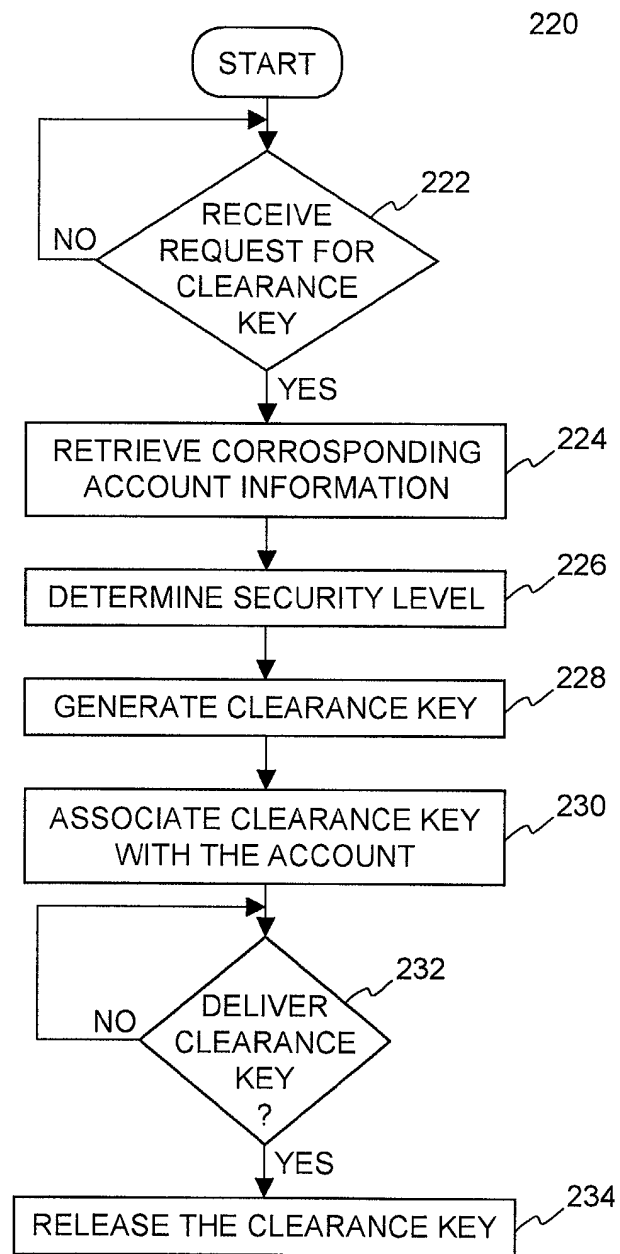 220
START
222
RECEIVE
REQUEST FOR
CLEARANCE
KEY
NO
YES
RETRIEVE CORROSPONDING
ACCOUNT INFORMATION
224
DETERMINE SECURITY LEVEL
226
GENERATE CLEARANCE KEY
228
ASSOCIATE CLEARANCE KEY
WITH THE ACCOUNT
230
232
DELIVER
CLEARANCE
KEY
?
NO
YES
RELEASE THE CLEARANCE KEY
234